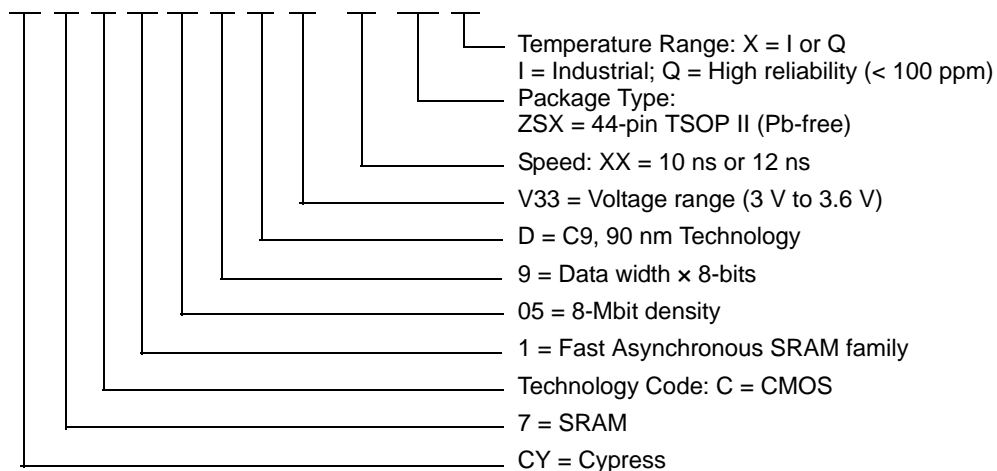 Temperature Range: X = I or Q
I = Industrial; Q = High reliability (< 100 ppm)
Package Type:
ZSX = 44-pin TSOP II (Pb-free)
Speed: XX = 10 ns or 12 ns
V33 = Voltage range (3 V to 3.6 V)
D = C9, 90 nm Technology
9 = Data width × 8-bits
05 = 8-Mbit density
1 = Fast Asynchronous SRAM family
Technology Code: C = CMOS
7 = SRAM
CY = Cypress